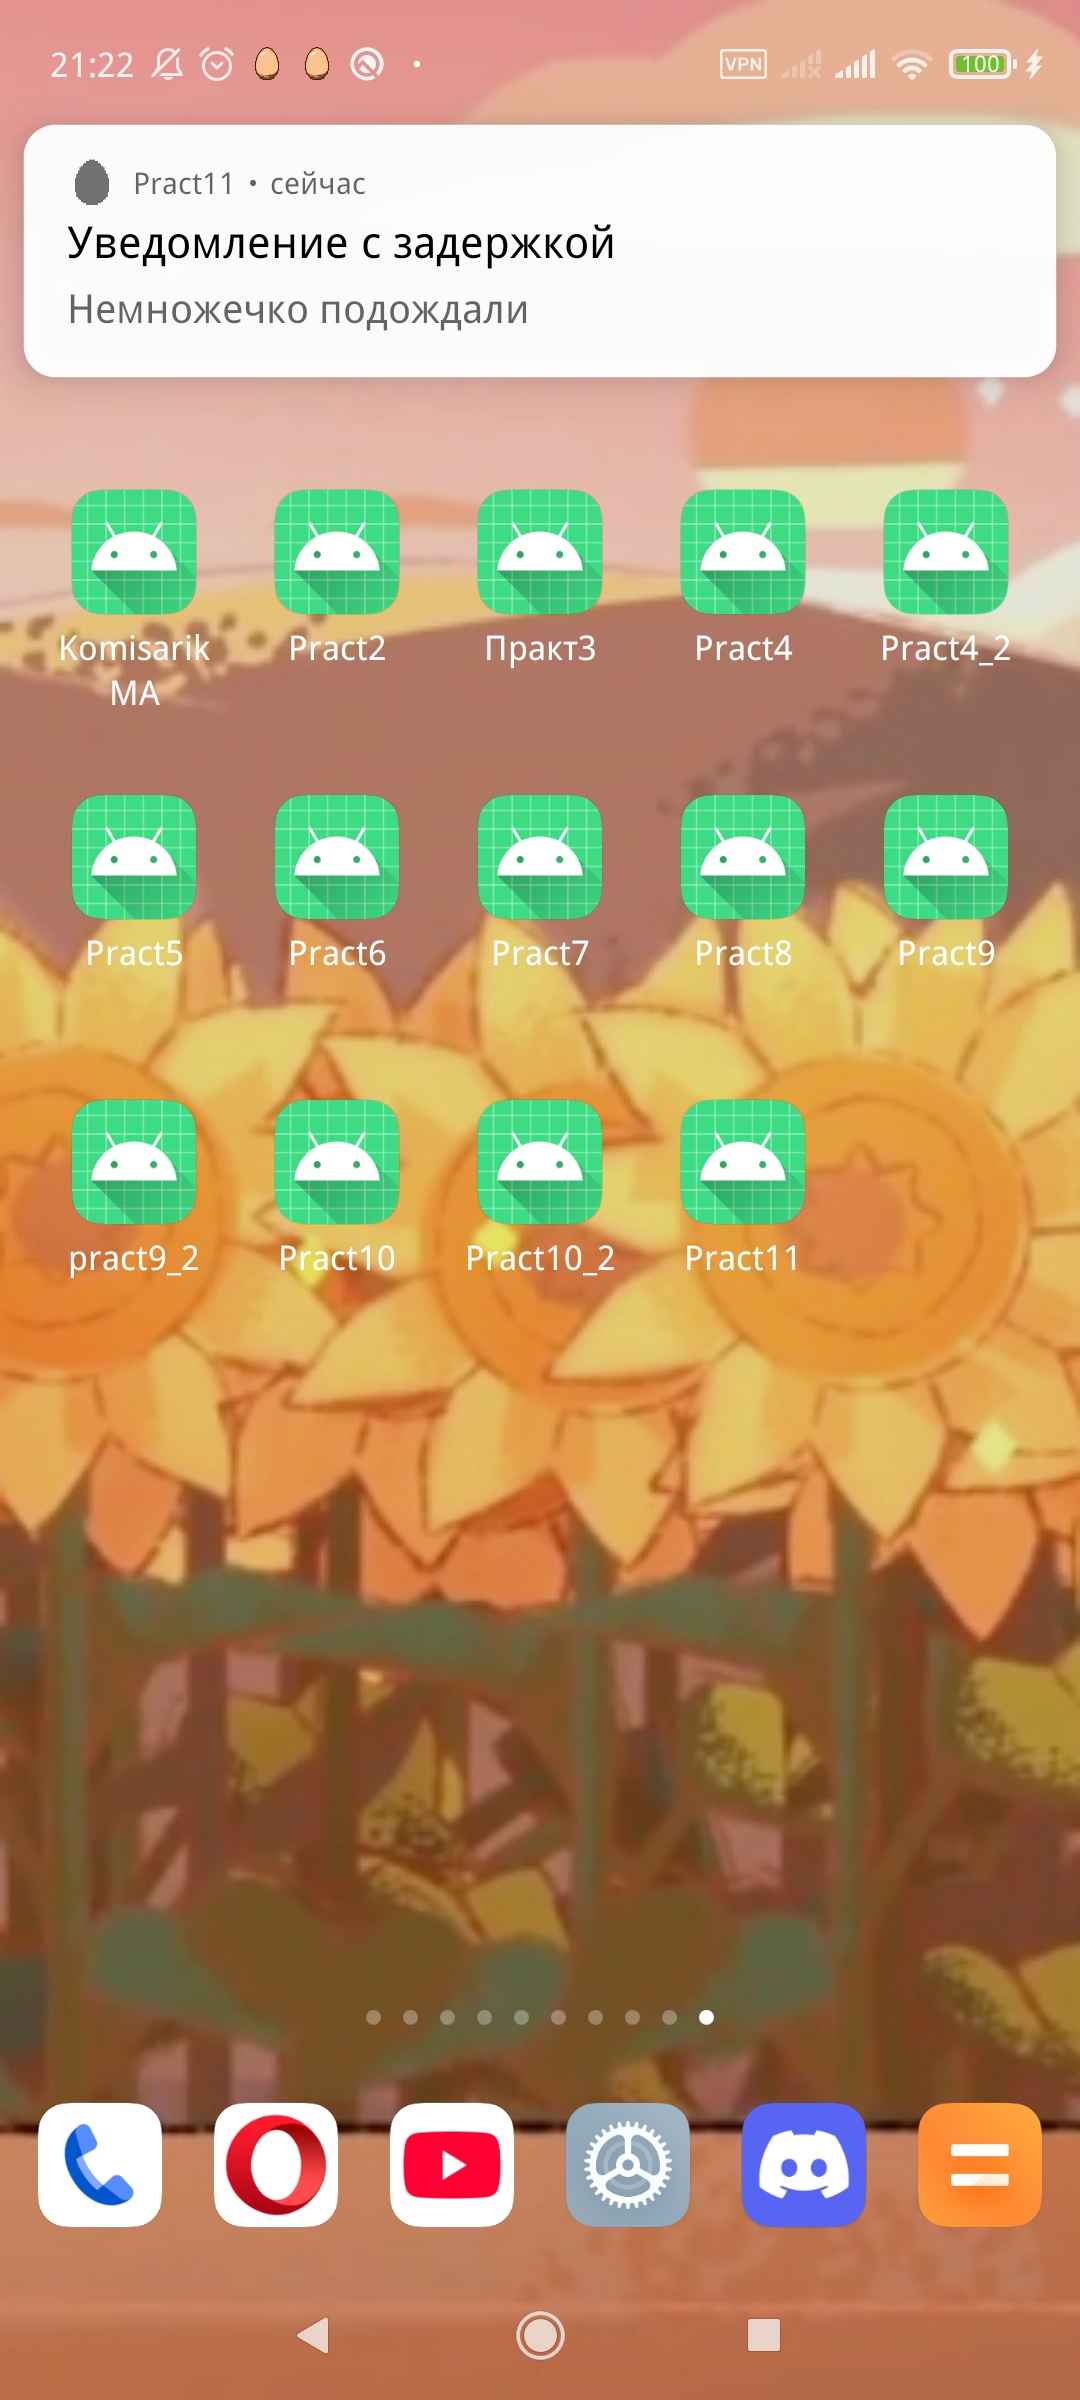 21:22 VPN 100
Pract11 • сейчас
Уведомление с задержкой
Немножечко подождали
Komisarik Pract2 Практ3 Pract4 Pract4_2
MA
Pract5 Pract6 Pract7 Pract8 Pract9
pract9_2 Pract10 Pract10_2 Pract11